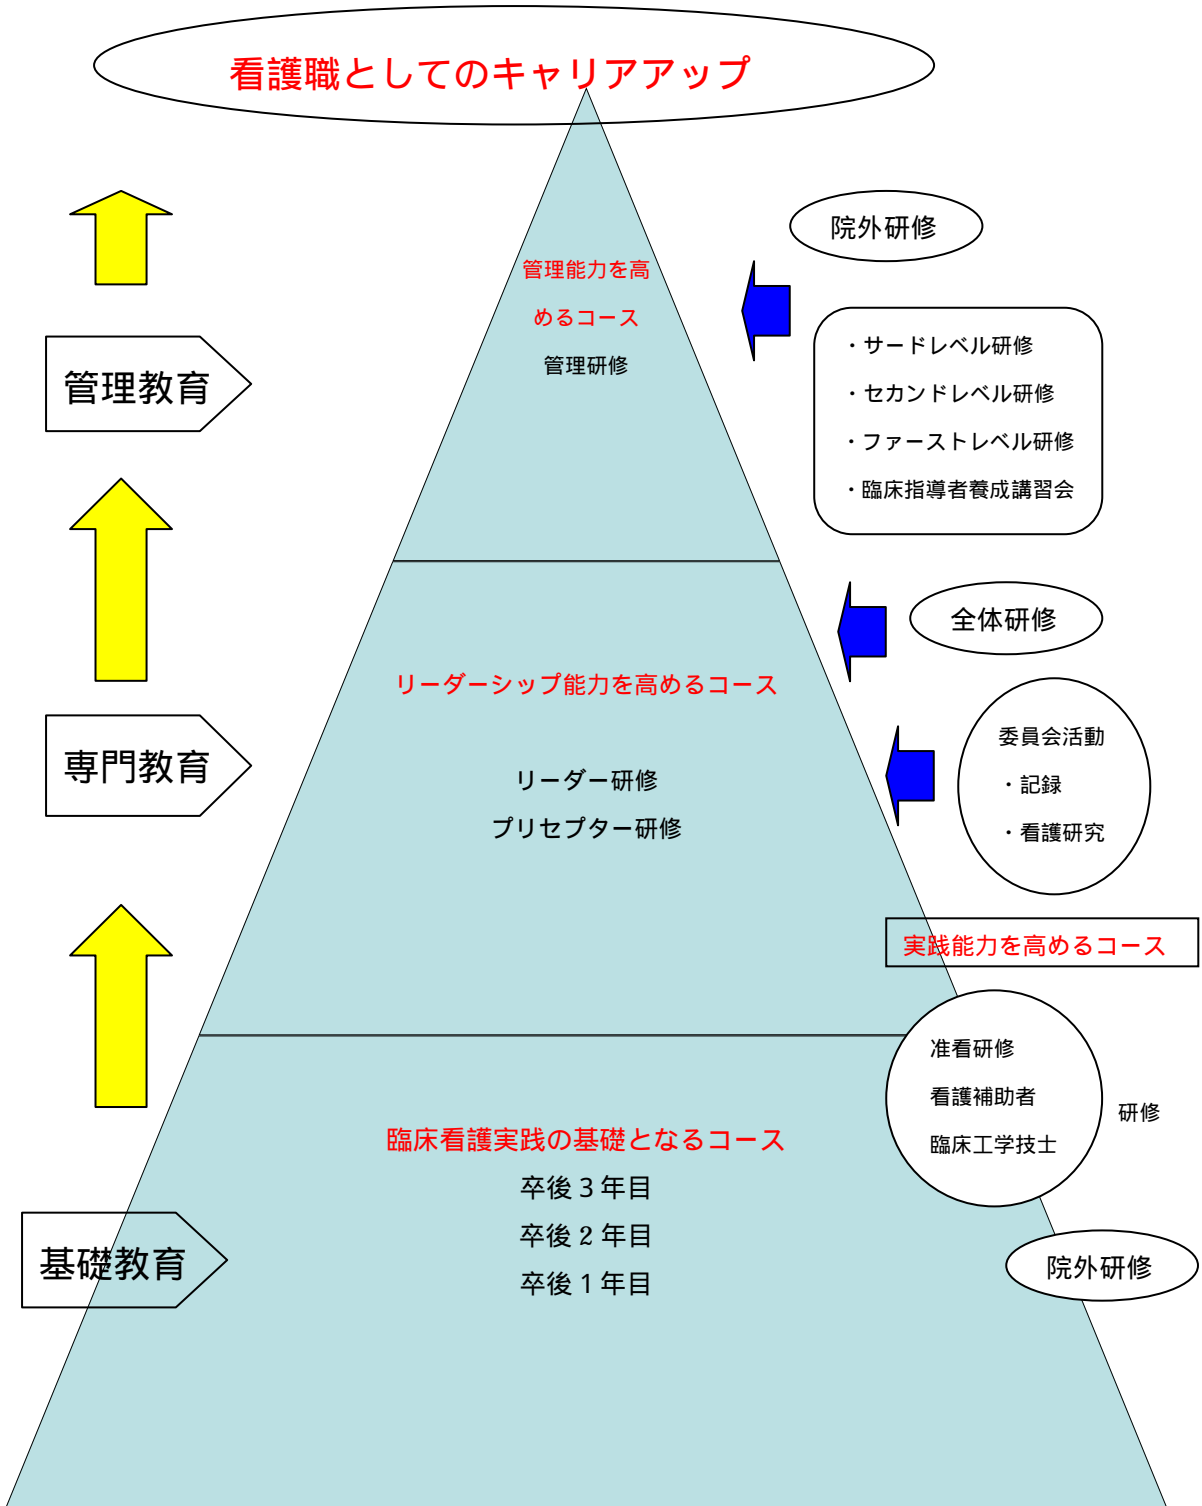 看護職としてのキャリアアップ
院外研修
管理能力を高
めるコース
管理研修
管理教育
・サードレベル研修
・セカンドレベル研修
・ファーストレベル研修
・臨床指導者養成講習会
全体研修
リーダーシップ能力を高めるコース
リーダー研修
プリセプター研修
専門教育
委員会活動
・記録
・看護研究
実践能力を高めるコース
准看研修
看護補助者
臨床工学技士
研修
臨床看護実践の基礎となるコース
卒後3年目
卒後2年目
卒後1年目
基礎教育
院外研修